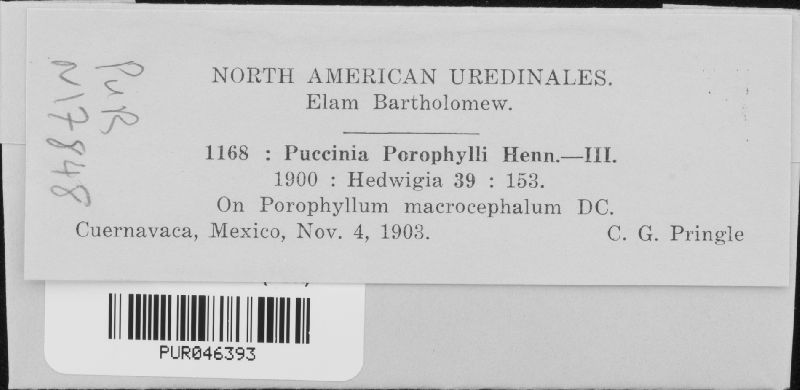 NORTH AMERICAN UREDINALES.
Elam Bartholomew.
1168 : Puccinia Porophylli Henn.—III.
1900 : Hedwigia 39 : 153.
On Porophyllum macrocephalum DC.
Cuernavaca, Mexico, Nov. 4, 1903. C. G. Pringle
PUR
N17848
PUR046393